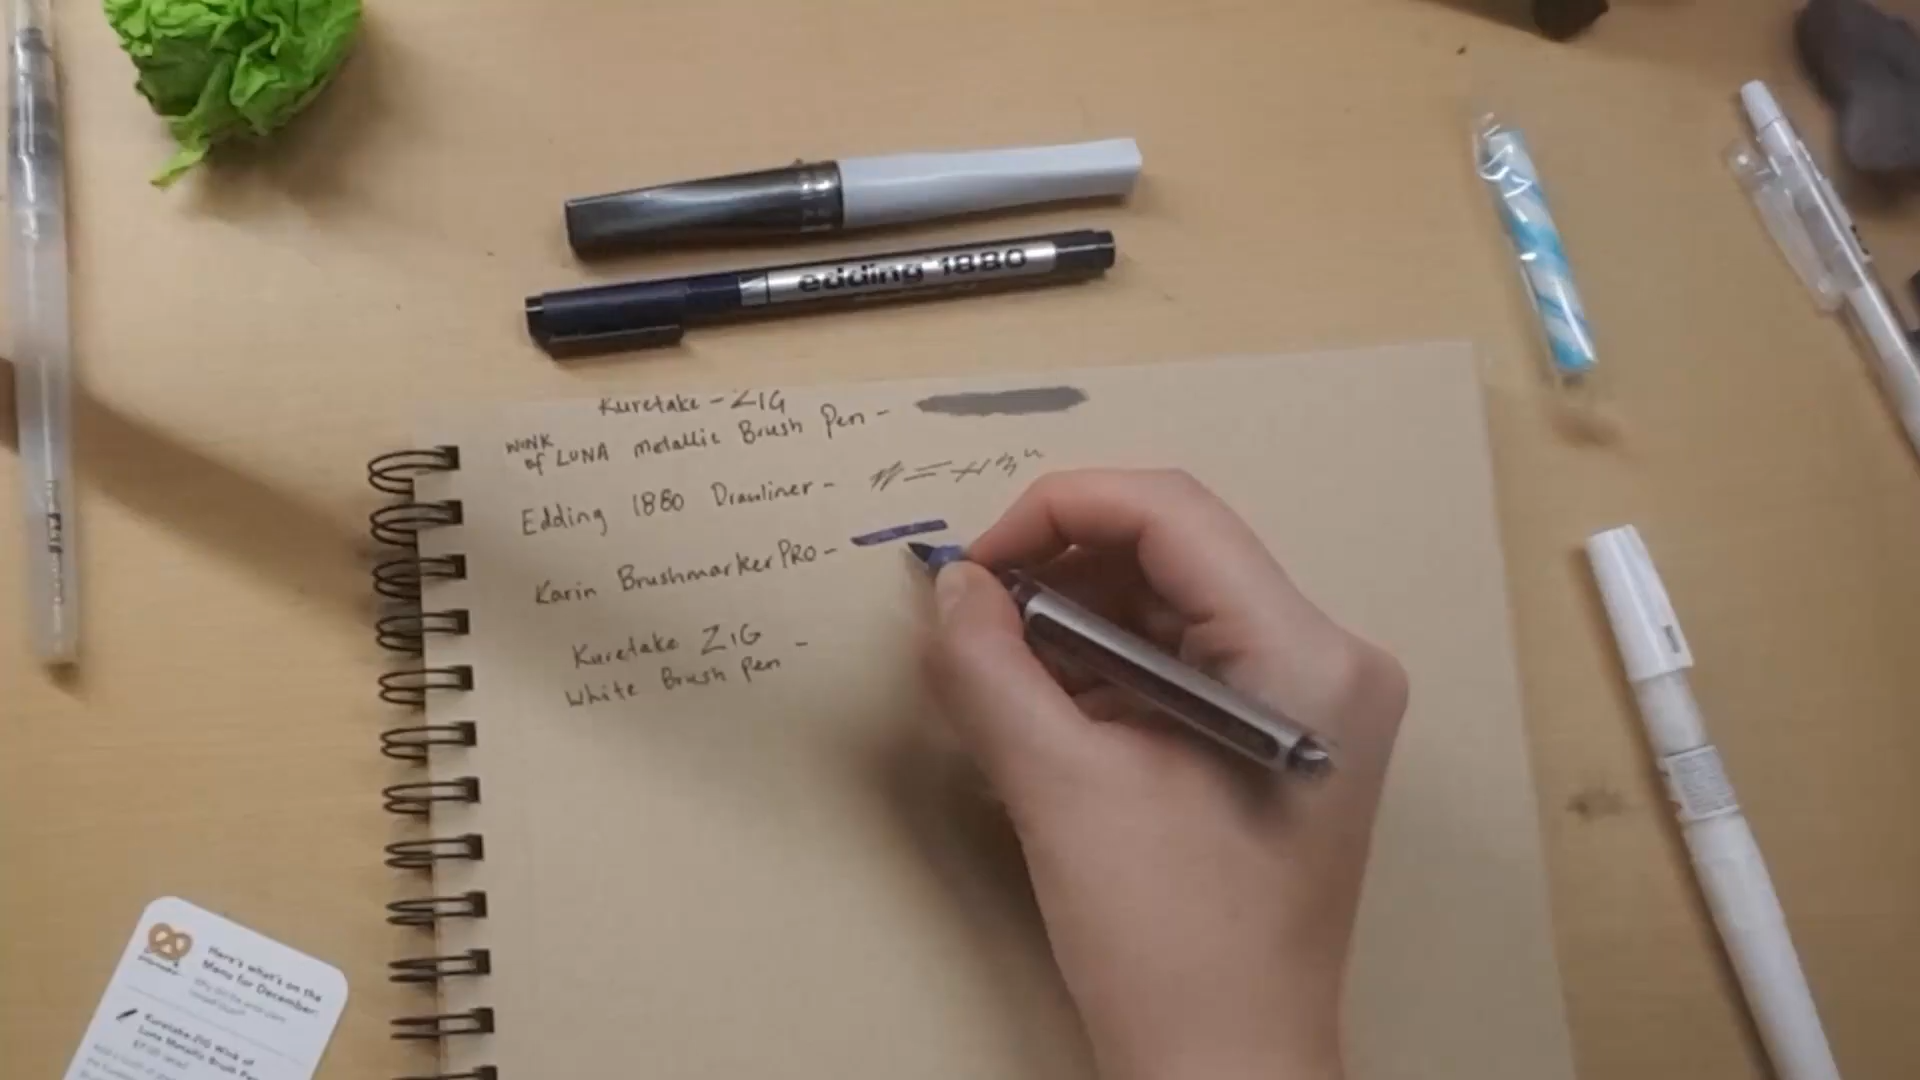 edding 1880
Kuretake - ZIG
WINK of LUNA Metallic Brush Pen -
Edding 1880 Drawliner -
Karin Brushmarker PRO -
Kuretake ZIG
White Brush Pen -
Here's what's on the
Menu for December:
Kuretake ZIG Wink of
Luna Metallic Brush Pen